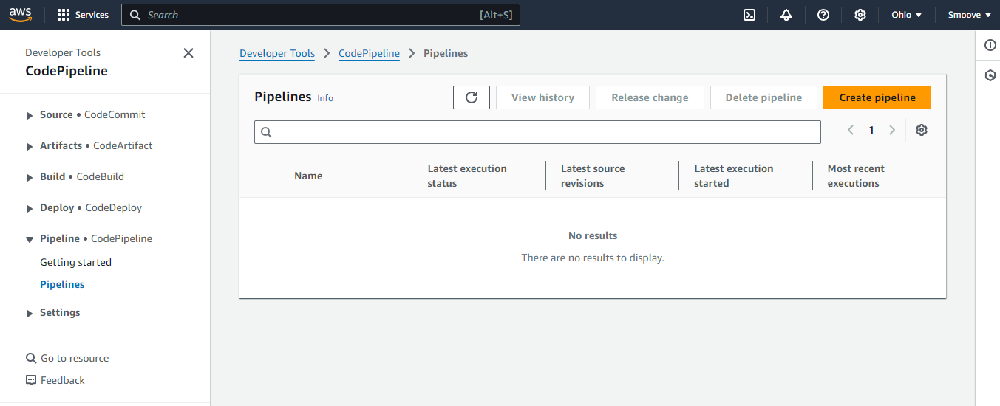 aws
Services
Search [Alt+S]
Ohio ▼
Smoove ▼
Developer Tools
CodePipeline
Source • CodeCommit
Artifacts • CodeArtifact
Build • CodeBuild
Deploy • CodeDeploy
Pipeline • CodePipeline
Getting started
Pipelines
Settings
Go to resource
Feedback
Developer Tools > CodePipeline > Pipelines
Pipelines Info
View history
Release change
Delete pipeline
Create pipeline
< 1 >
Name
Latest execution
status
Latest source
revisions
Latest execution
started
Most recent
executions
No results
There are no results to display.